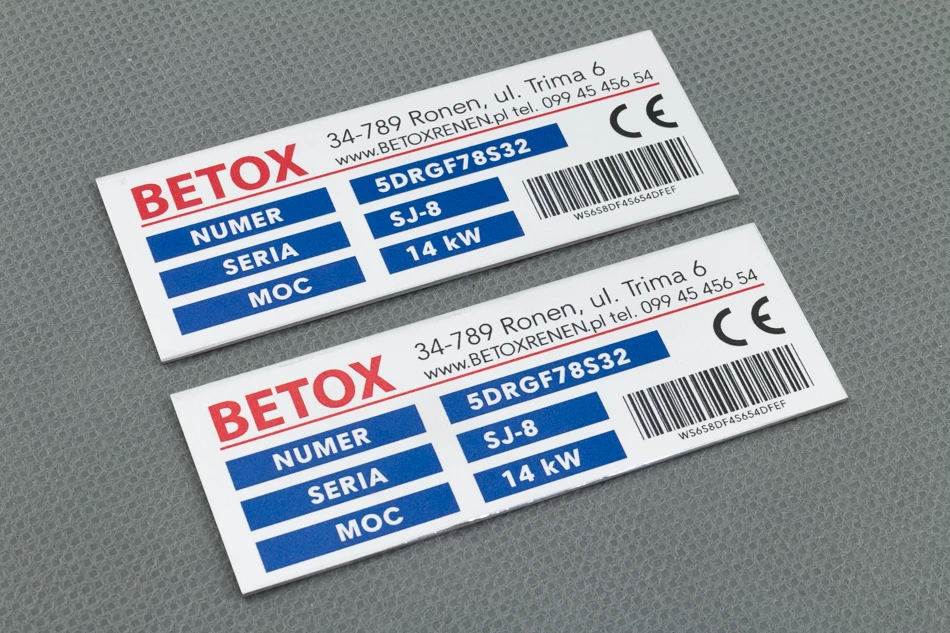 BETOX
34-789 Ronen, ul. Trima 6
www.BETOXRENEN.pl tel. 099 45 456 54
NUMER 5DRGF78S32
SERIA SJ-8
MOC 14 kW
CE
WS6S8DF4S654DFEF
BETOX
34-789 Ronen, ul. Trima 6
www.BETOXRENEN.pl tel. 099 45 456 54
NUMER 5DRGF78S32
SERIA SJ-8
MOC 14 kW
CE
WS6S8DF4S654DFEF